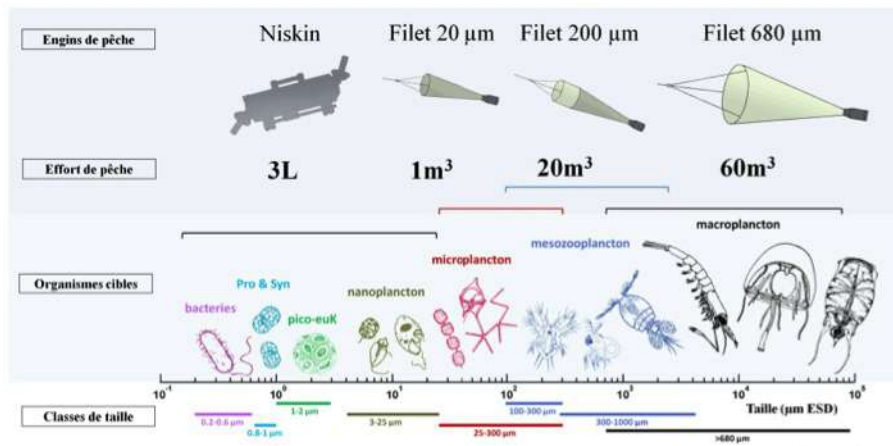 Engins de pêche
Niskin
Filet 20 µm
Filet 200 µm
Filet 680 µm
Effort de pêche
3L
1m³
20m³
60m³
Organismes cibles
bacteries
Pro & Syn
pico-euK
nanoplancton
microplancton
mesozooplancton
macroplancton
10⁻¹
10⁰
10¹
10²
10³
10⁴
10⁵
Taille (µm ESD)
Classes de taille
0.2-0.6 µm
0.8-1 µm
1-2 µm
3-25 µm
25-300 µm
100-300 µm
300-1000 µm
>680 µm